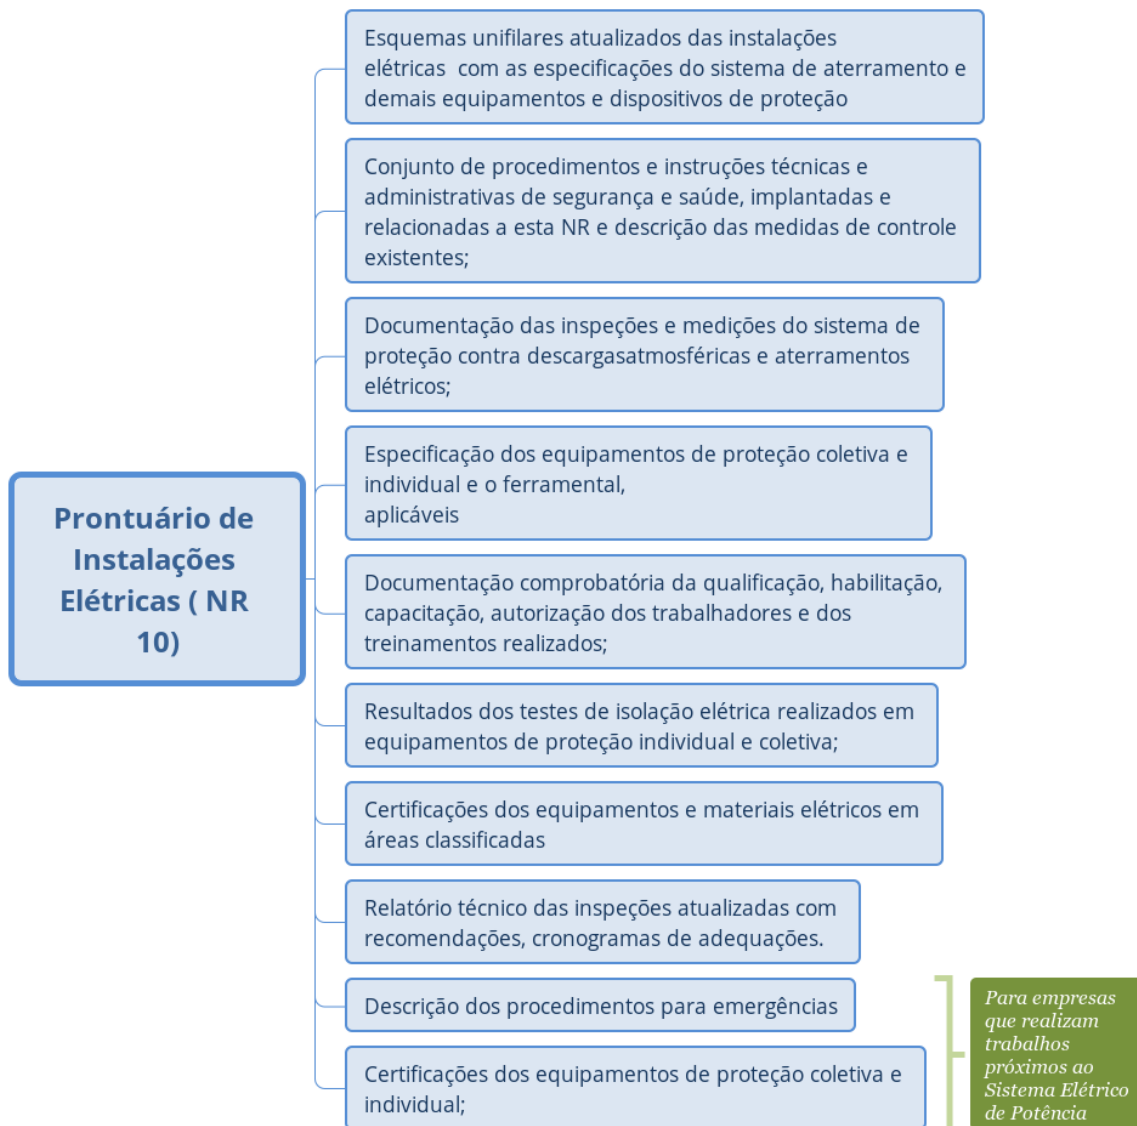 Esquemas unifilares atualizados das instalações
elétricas  com as especificações do sistema de aterramento e
demais equipamentos e dispositivos de proteção
Conjunto de procedimentos e instruções técnicas e
administrativas de segurança e saúde, implantadas e
relacionadas a esta NR e descrição das medidas de controle
existentes;
Documentação das inspeções e medições do sistema de
proteção contra descargasatmosféricas e aterramentos
elétricos;
Especificação dos equipamentos de proteção coletiva e
individual e o ferramental,
aplicáveis
Prontuário de
Instalações
Elétricas ( NR
10)
Documentação comprobatória da qualificação, habilitação,
capacitação, autorização dos trabalhadores e dos
treinamentos realizados;
Resultados dos testes de isolação elétrica realizados em
equipamentos de proteção individual e coletiva;
Certificações dos equipamentos e materiais elétricos em
áreas classificadas
Relatório técnico das inspeções atualizadas com
recomendações, cronogramas de adequações.
Descrição dos procedimentos para emergências
Certificações dos equipamentos de proteção coletiva e
individual;
Para empresas
que realizam
trabalhos
próximos ao
Sistema Elétrico
de Potência